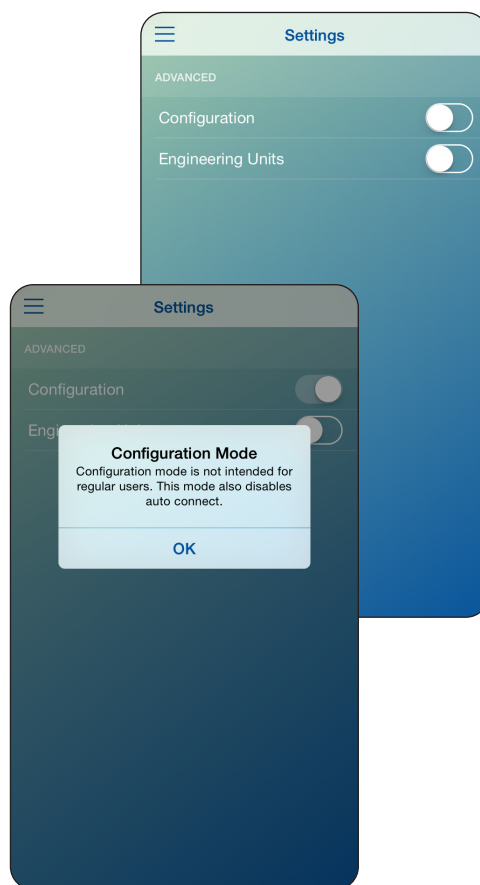 Settings
ADVANCED
Configuration
Engineering Units
Settings
ADVANCED
Configuration
Engi
Configuration Mode
Configuration mode is not intended for
regular users. This mode also disables
auto connect.
OK